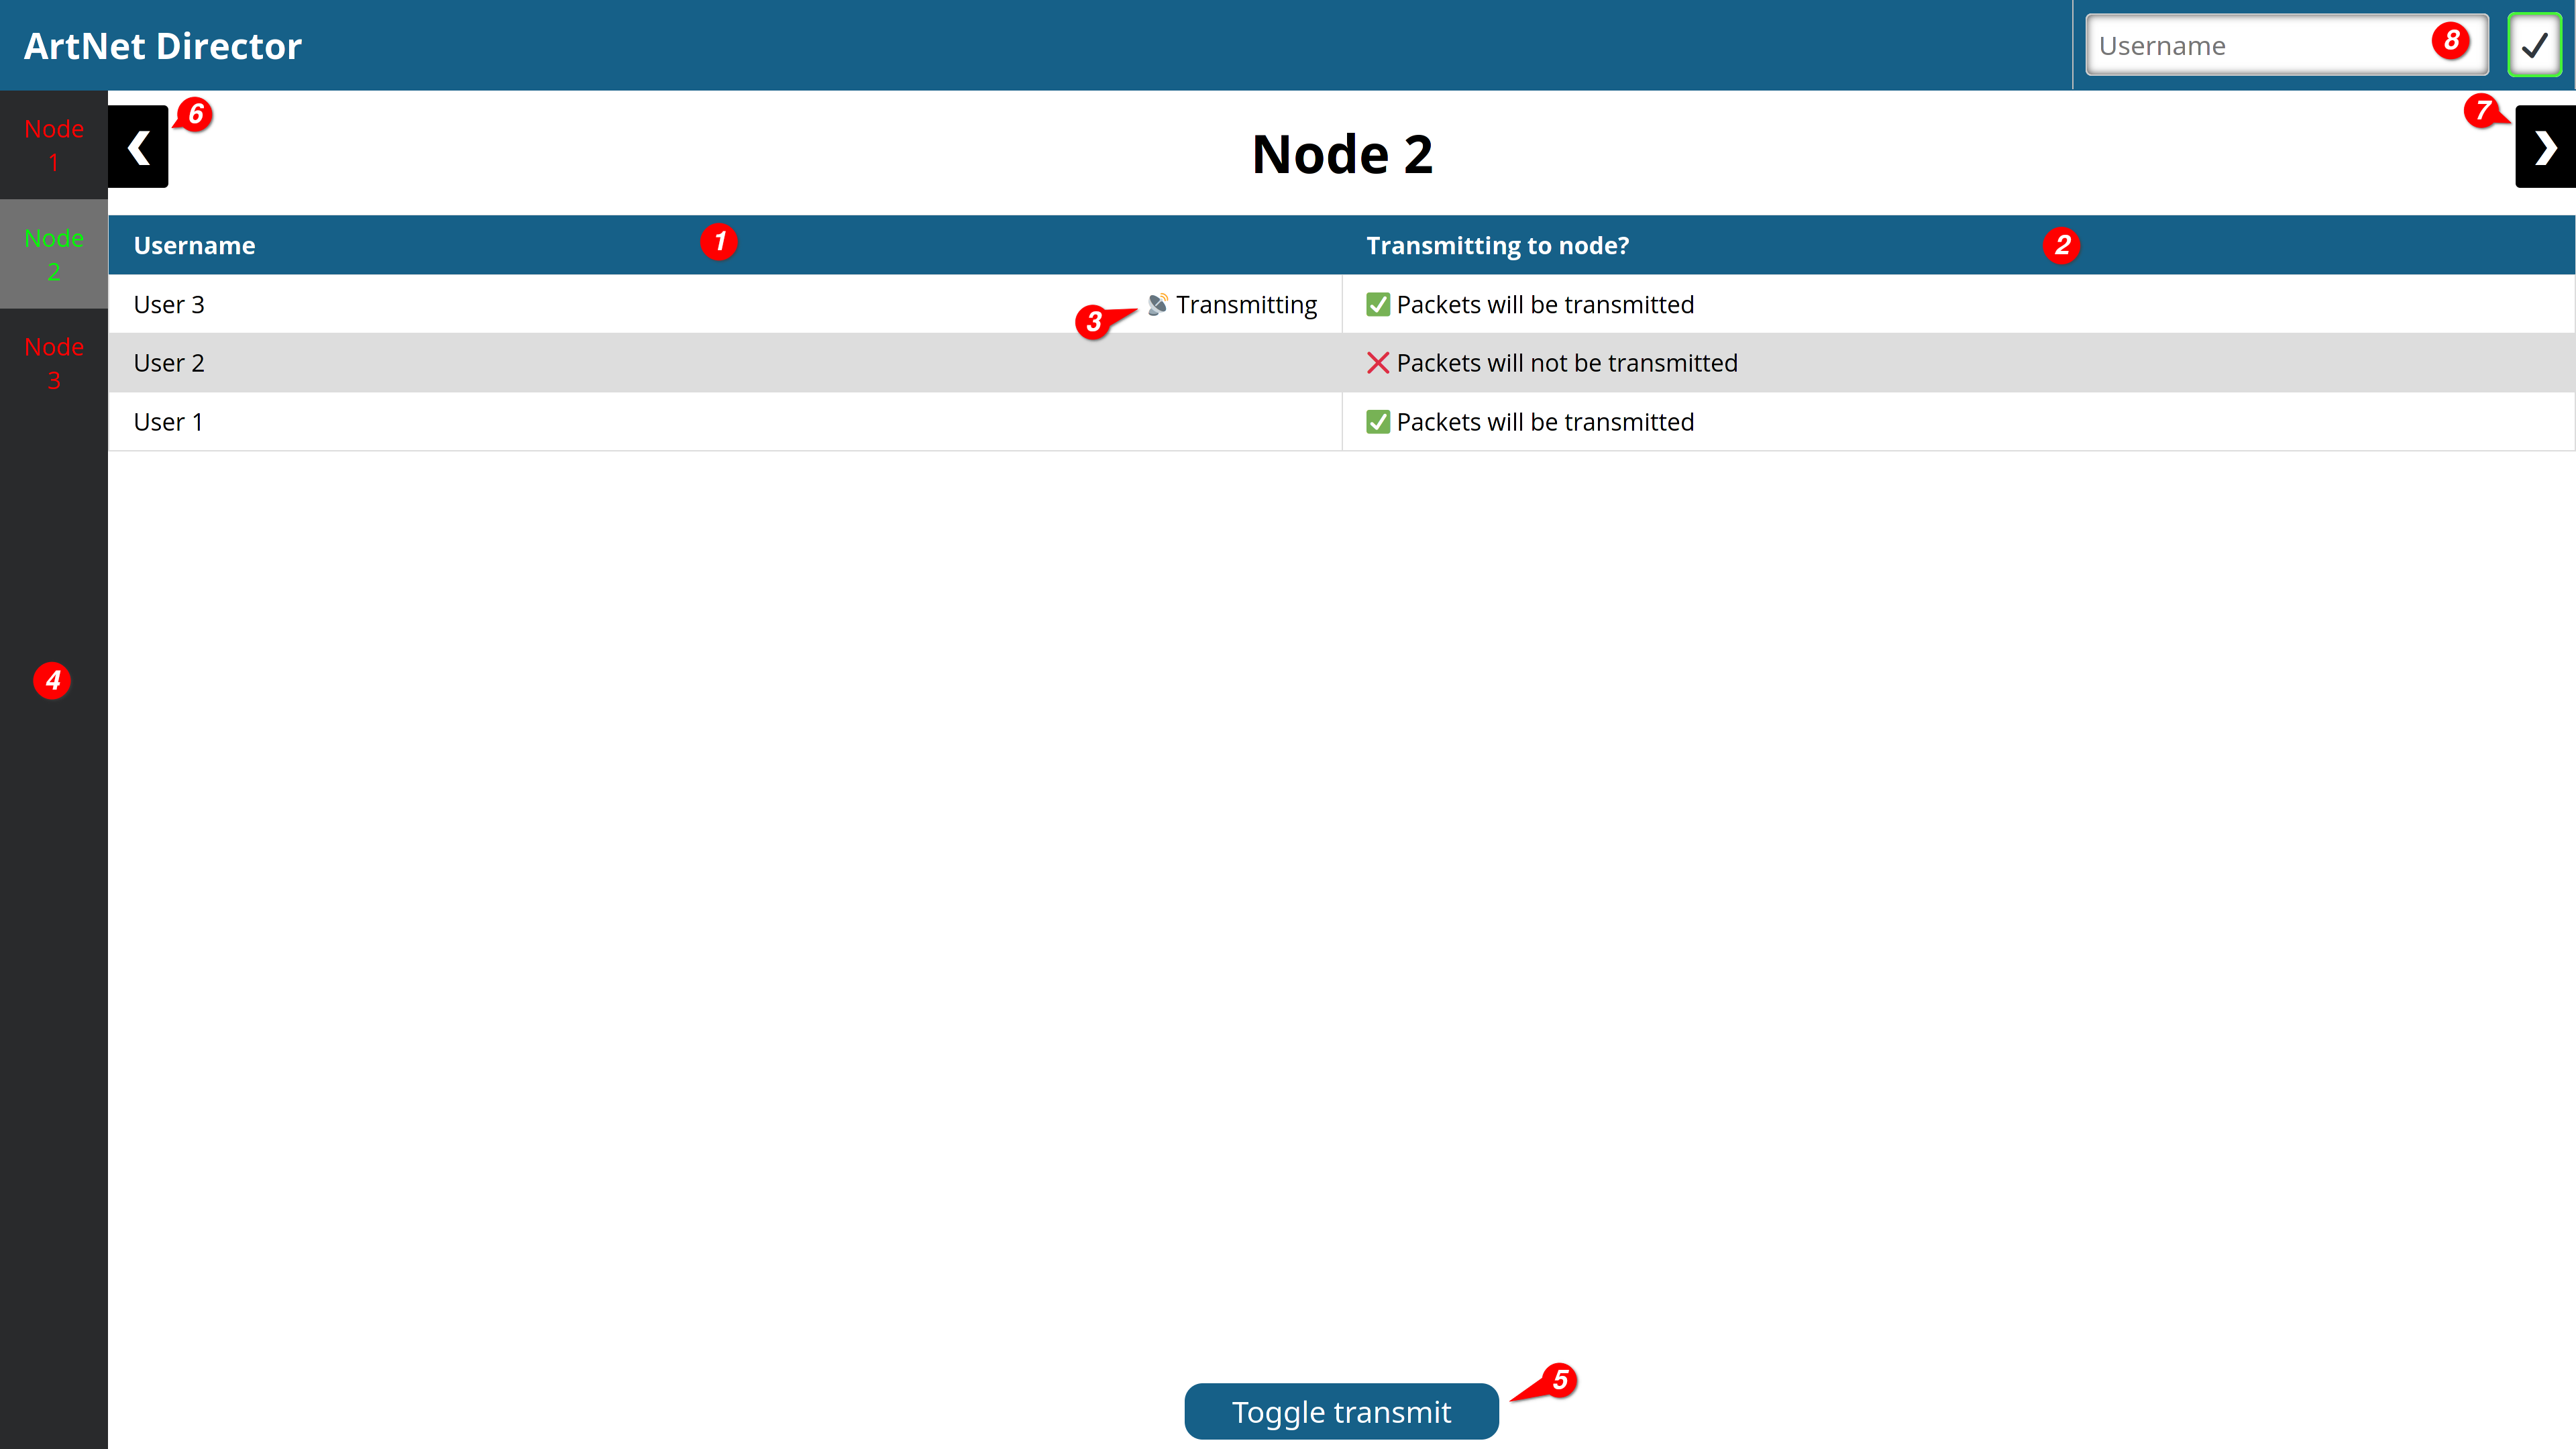 ArtNet Director
Username
8
Node
1
Node
2
Node
3
4
6
Node 2
7
Username 1 Transmitting to node? 2
User 3 3 Transmitting Packets will be transmitted
User 2 Packets will not be transmitted
User 1 Packets will be transmitted
Toggle transmit
5